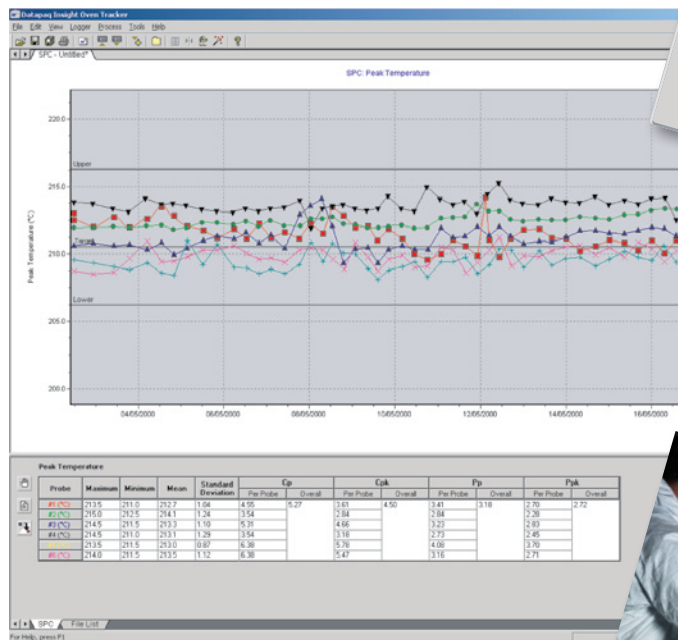 Datapaq Insight Oven Tracker
File Edit View Logger Process Tools Help
SPC - Untitled*
SPC: Peak Temperature
220.0
Upper
215.0
Target
210.0
Lower
205.0
200.0
Peak Temperature (°C)
04/05/2000 06/05/2000 08/05/2000 10/05/2000 12/05/2000 14/05/2000 16/05/2000
Peak Temperature
Probe Maximum Minimum Mean Standard Deviation Cp Cpk Pp Ppk
Per Probe Overall Per Probe Overall Per Probe Overall Per Probe Overall
#1 (°C) 213.5 211.0 212.7 1.04 4.55 5.27 3.61 4.50 3.41 3.18 2.70 2.72
#2 (°C) 215.0 212.5 214.1 1.24 3.54 2.84 2.84 2.28
#3 (°C) 214.5 211.5 213.3 1.10 5.31 4.66 3.23 2.83
#4 (°C) 214.5 211.0 213.1 1.29 3.54 3.18 2.73 2.45
213.5 211.5 213.0 0.87 6.38 5.78 4.08 3.70
#6 (°C) 214.0 211.5 213.5 1.12 6.38 5.47 3.16 2.71
SPC File List
For Help, press F1